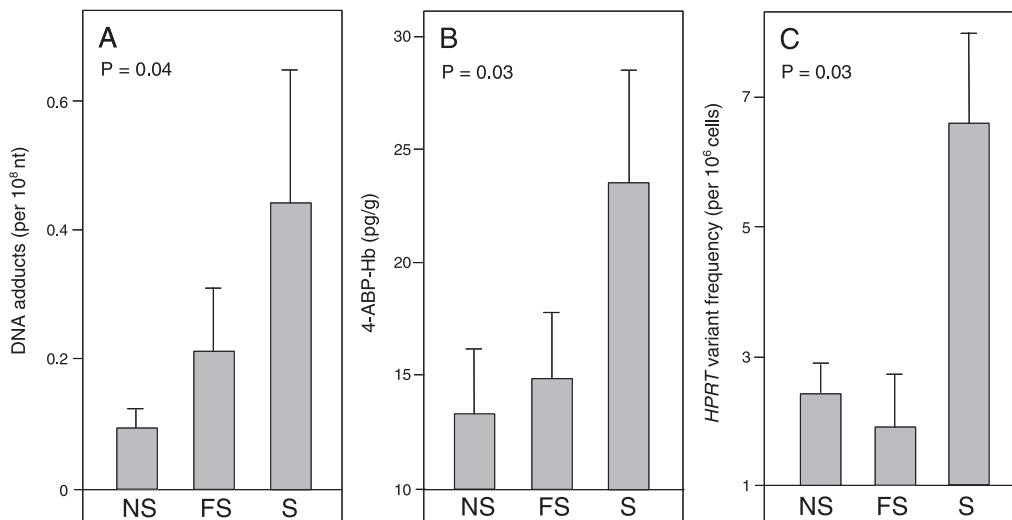 A
P = 0.04
DNA adducts (per 10⁸ nt)
0.6
0.4
0.2
0
NS FS S
B
P = 0.03
4-ABP-Hb (pg/g)
30
25
20
15
10
NS FS S
C
P = 0.03
HPRT variant frequency (per 10⁶ cells)
7
5
3
1
NS FS S